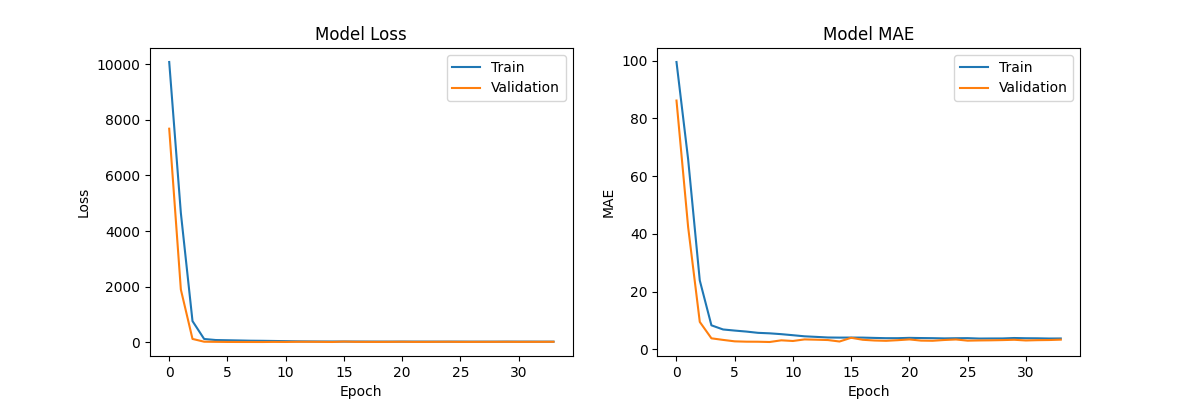 Model Loss
Train
Validation
10000
8000
6000
4000
2000
0
Loss
0 5 10 15 20 25 30
Epoch
Model MAE
Train
Validation
100
80
60
40
20
0
MAE
0 5 10 15 20 25 30
Epoch